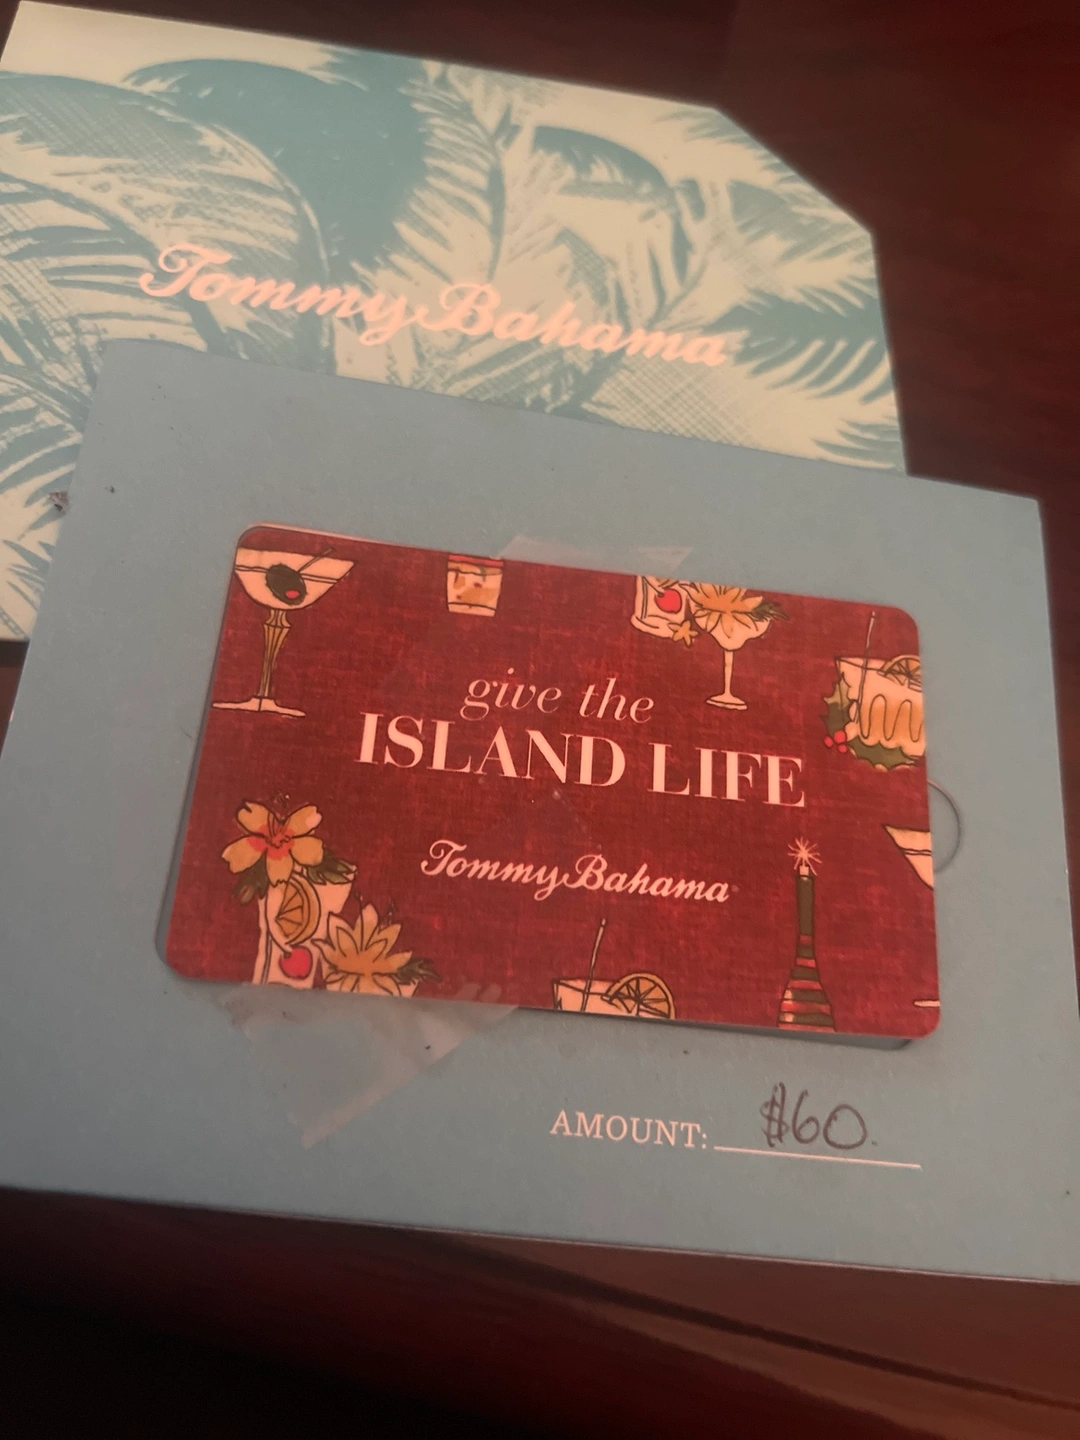 Tommy Bahama
give the
ISLAND LIFE
Tommy Bahama
AMOUNT: $60.